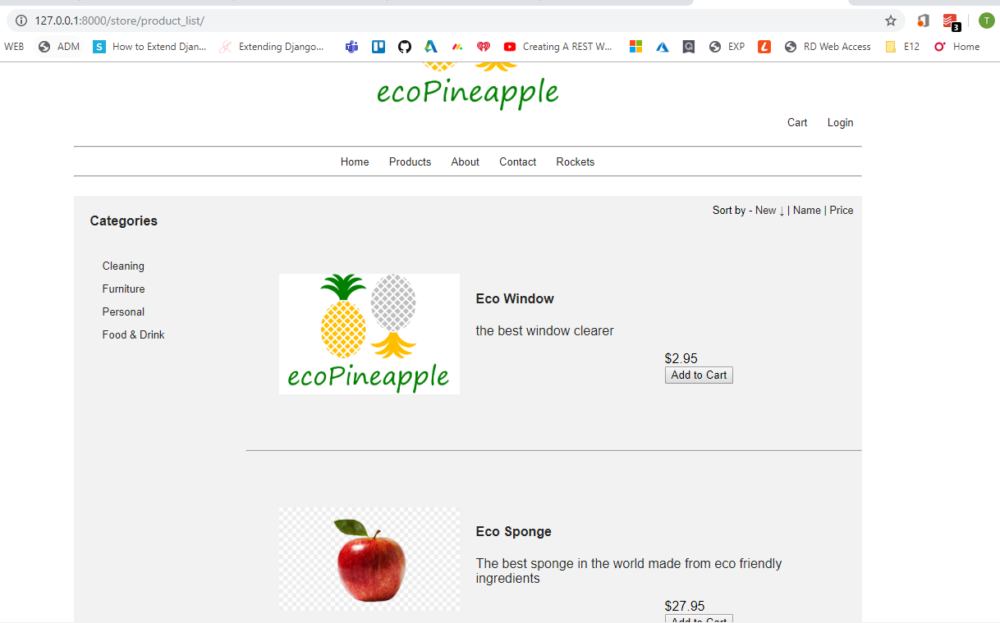 127.0.0.1:8000/store/product_list/
T
WEB ADM S How to Extend Djan... Extending Django... Creating A REST W... EXP RD Web Access E12 Home
3
ecoPineapple
Cart Login
Home Products About Contact Rockets
Sort by - New ↓ | Name | Price
Categories
Cleaning
Furniture
Personal
Food & Drink
ecoPineapple
Eco Window
the best window clearer
$2.95
Add to Cart
Eco Sponge
The best sponge in the world made from eco friendly
ingredients
$27.95
Add to Cart